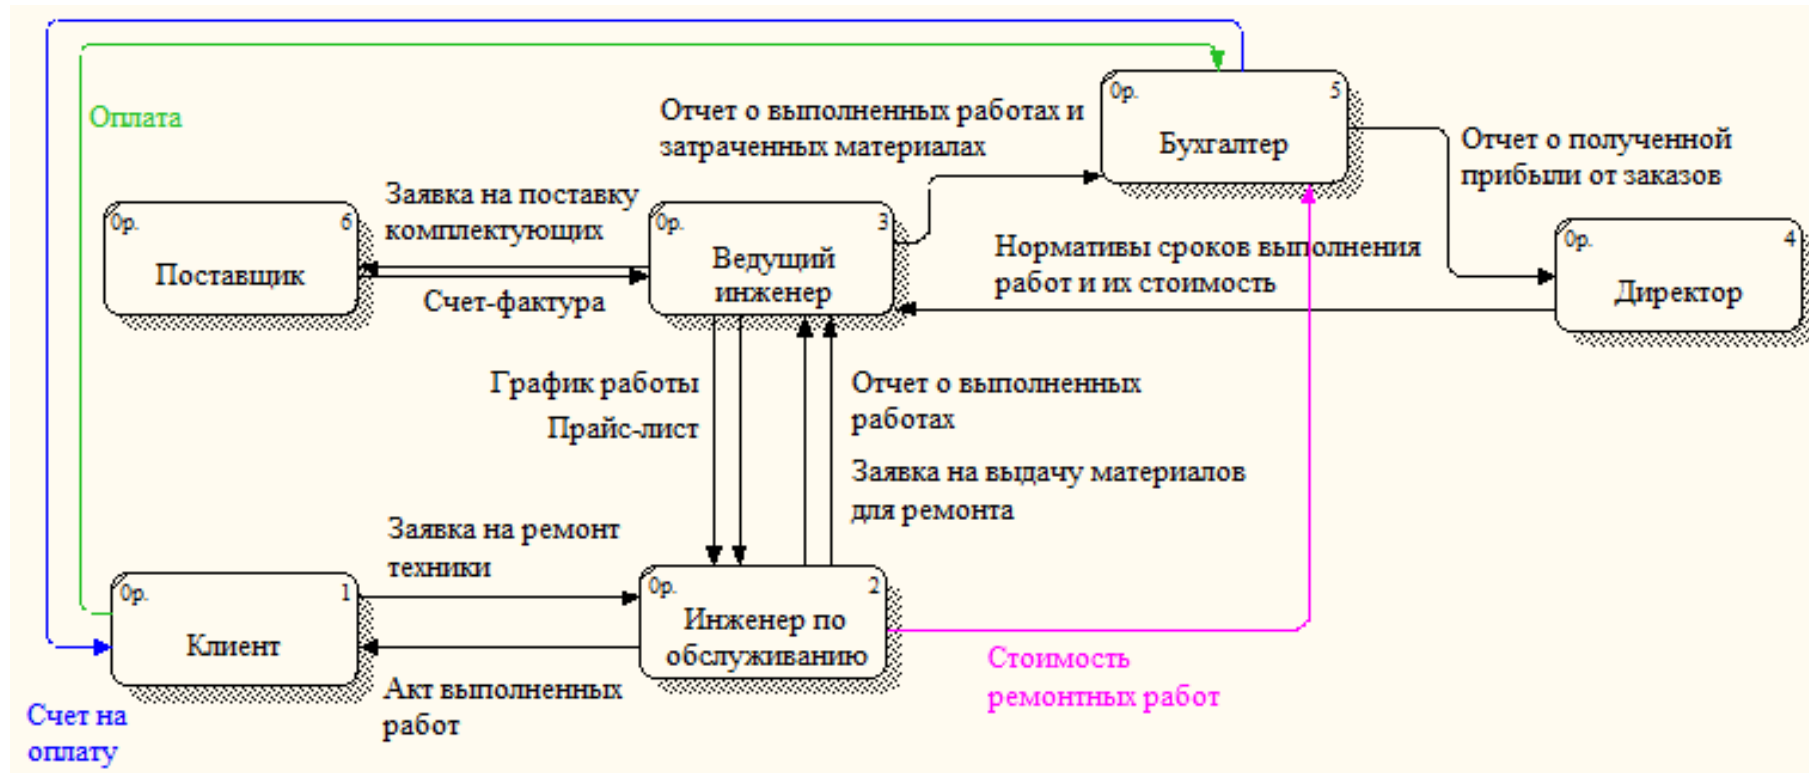 Оплата
Отчет о выполненных работах и
затраченных материалах
0р.
5
Бухгалтер
Отчет о полученной
прибыли от заказов
0р.
6
Поставщик
Заявка на поставку
комплектующих
Счет-фактура
0р.
3
Ведущий
инженер
Нормативы сроков выполнения
работ и их стоимость
0р.
4
Директор
График работы
Прайс-лист
Отчет о выполненных
работах
Заявка на выдачу материалов
для ремонта
Заявка на ремонт
техники
0р.
1
Клиент
Акт выполненных
работ
0р.
2
Инженер по
обслуживанию
Стоимость
ремонтных работ
Счет на
оплату